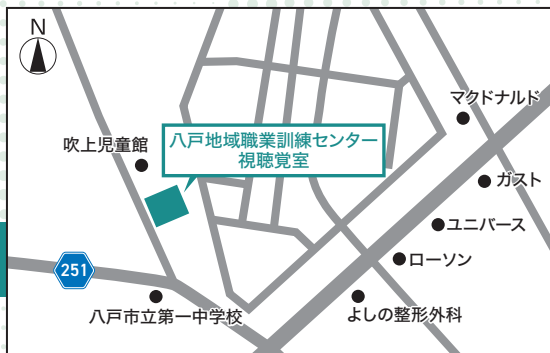 N
マクドナルド
八戸地域職業訓練センター
視聴覚室
吹上児童館
ガスト
ユニバース
ローソン
251
八戸市立第一中学校
よしの整形外科